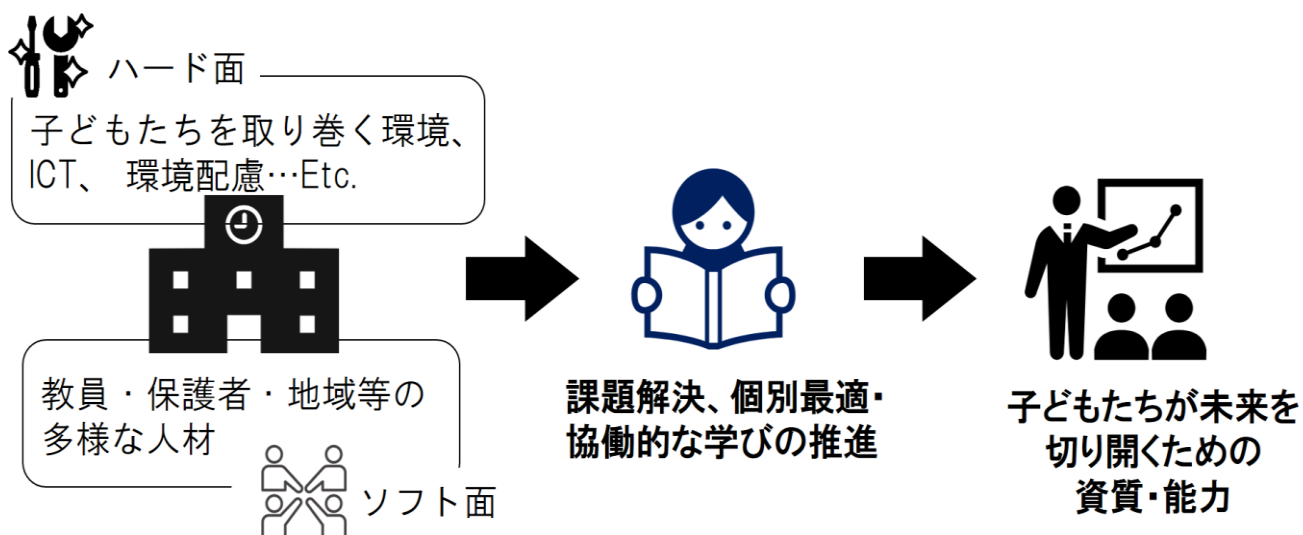 ハード面
子どもたちを取り巻く環境、
ICT、 環境配慮…Etc.
教員・保護者・地域等の
多様な人材
ソフト面
課題解決、個別最適・
協働的な学びの推進
子どもたちが未来を
切り開くための
資質・能力